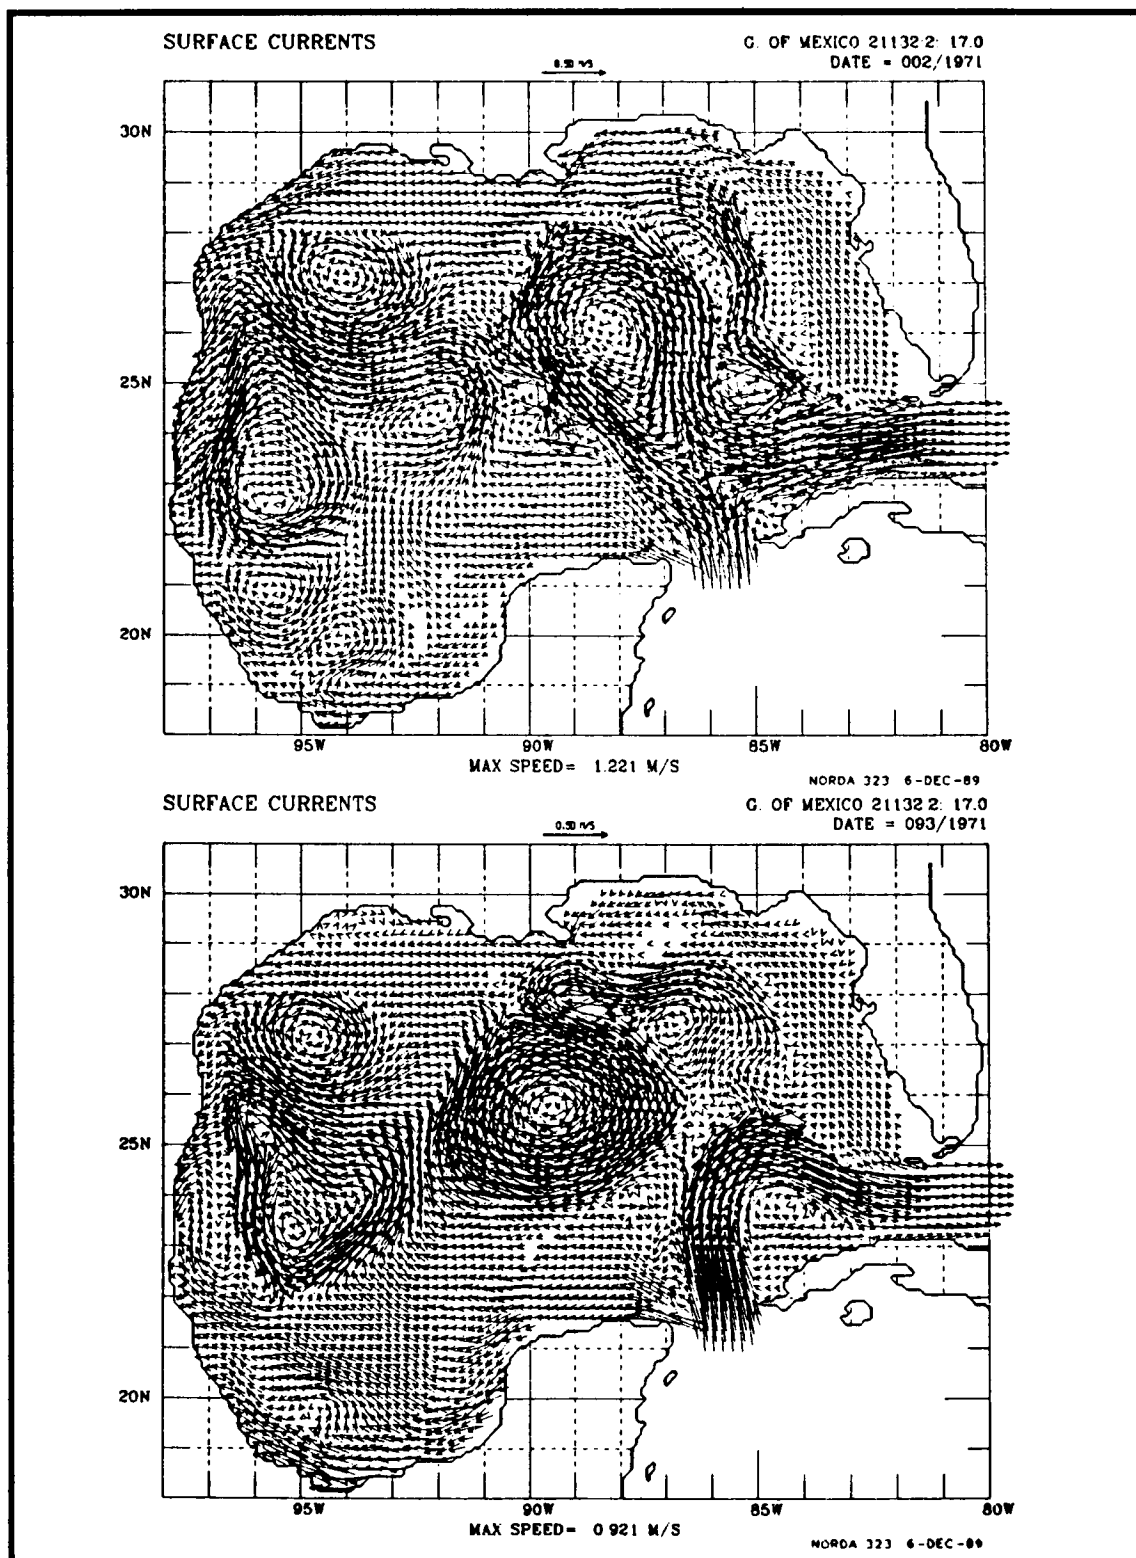 SURFACE CURRENTS
G. OF MEXICO 21132.2: 17.0
DATE = 002/1971
0.50 M/S
30N
25N
20N
95W 90W 85W 80W
MAX SPEED= 1.221 M/S
NORDA 323 6-DEC-89
SURFACE CURRENTS
G. OF MEXICO 21132.2: 17.0
DATE = 093/1971
0.50 M/S
30N
25N
20N
95W 90W 85W 80W
MAX SPEED= 0.921 M/S
NORDA 323 6-DEC-89